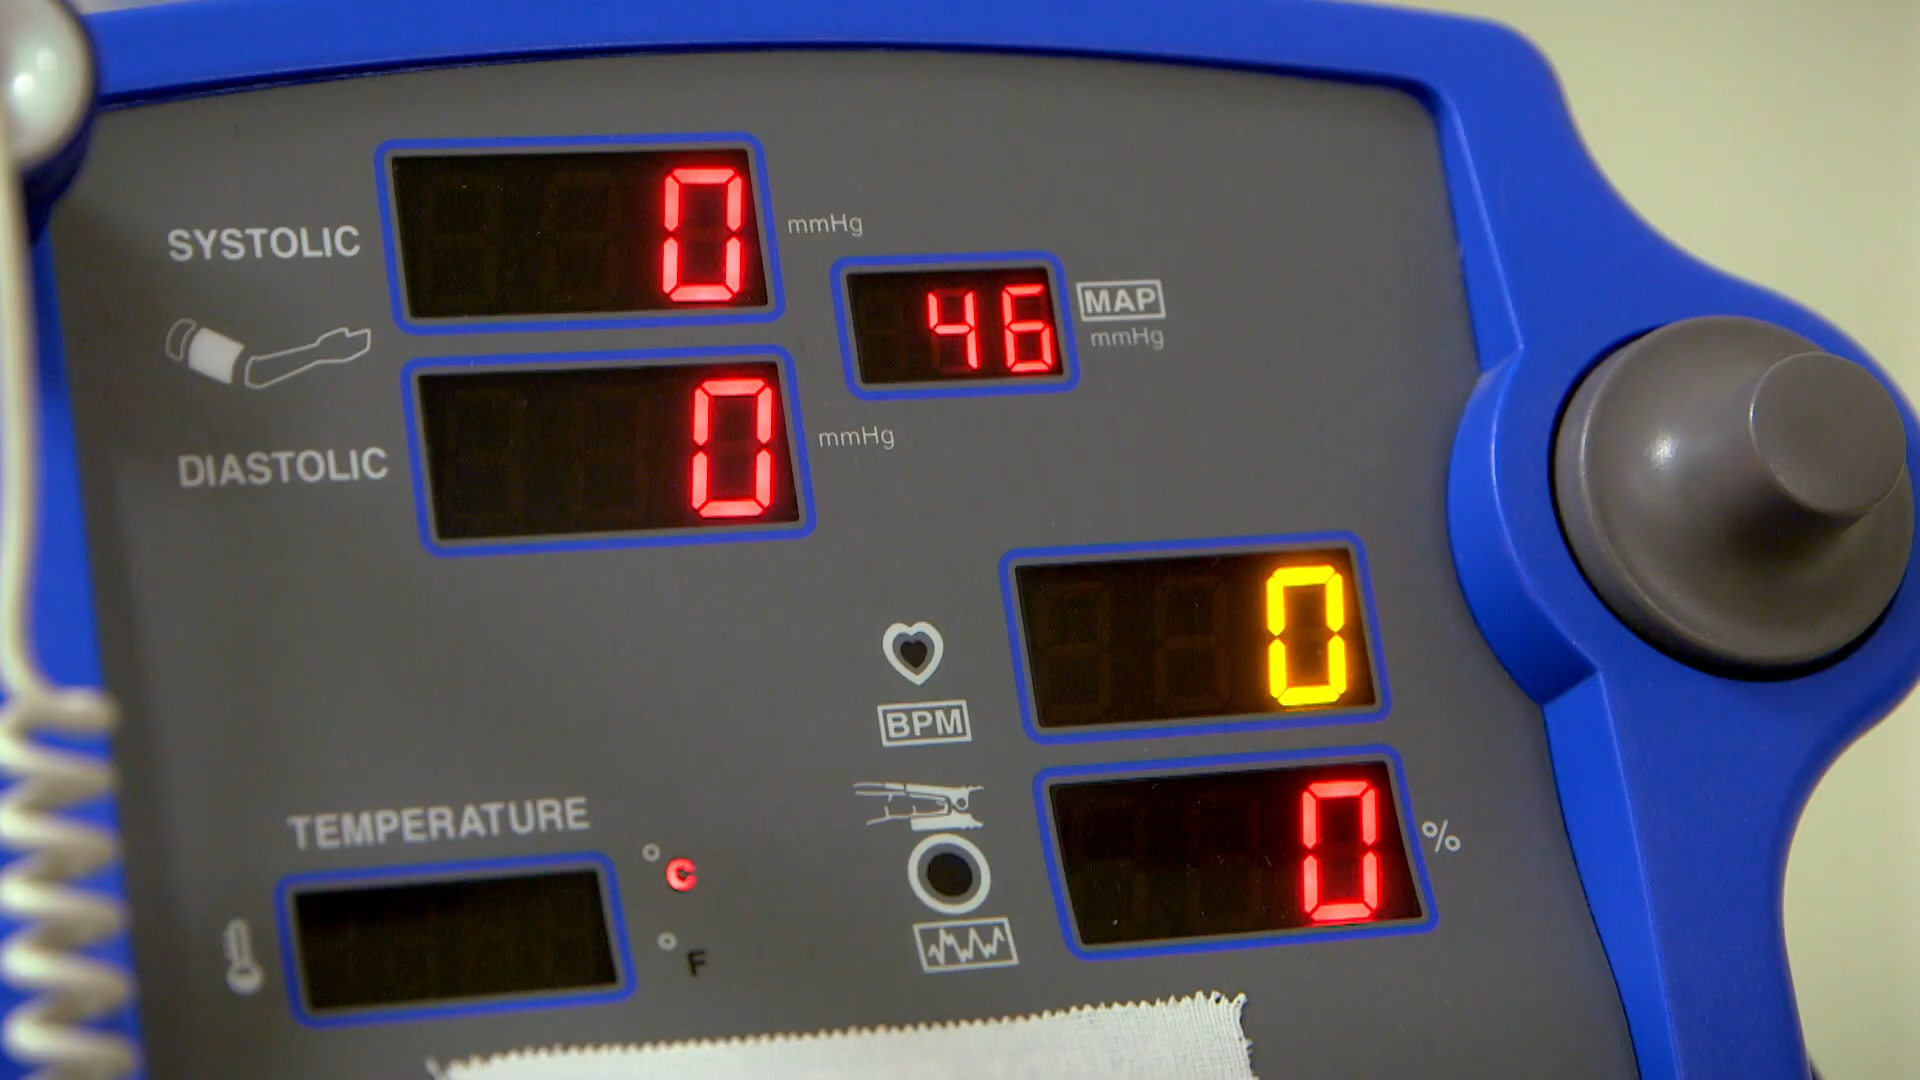 SYSTOLIC
0
mmHg
46
MAP
mmHg
DIASTOLIC
0
mmHg
0
BPM
0
%
TEMPERATURE
°C
°F